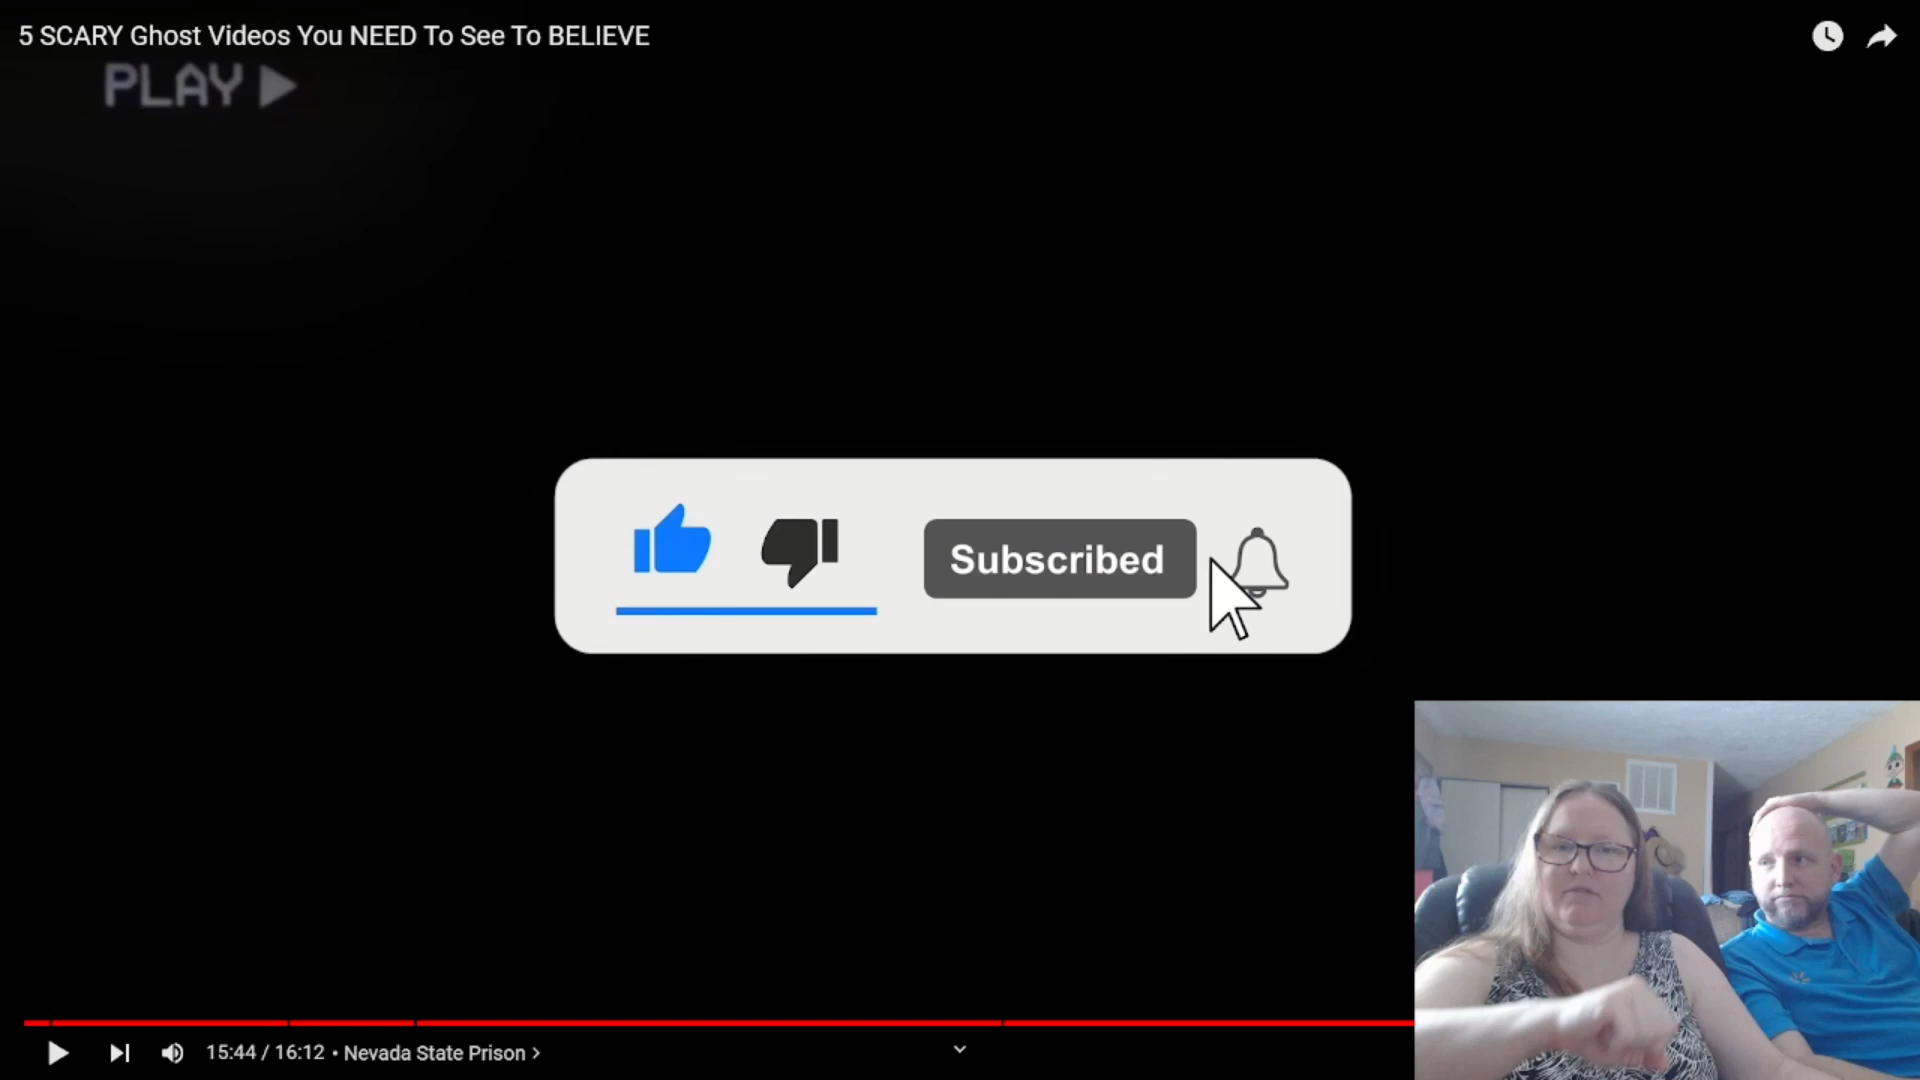 5 SCARY Ghost Videos You NEED To See To BELIEVE
PLAY
Subscribed
15:44 / 16:12 • Nevada State Prison